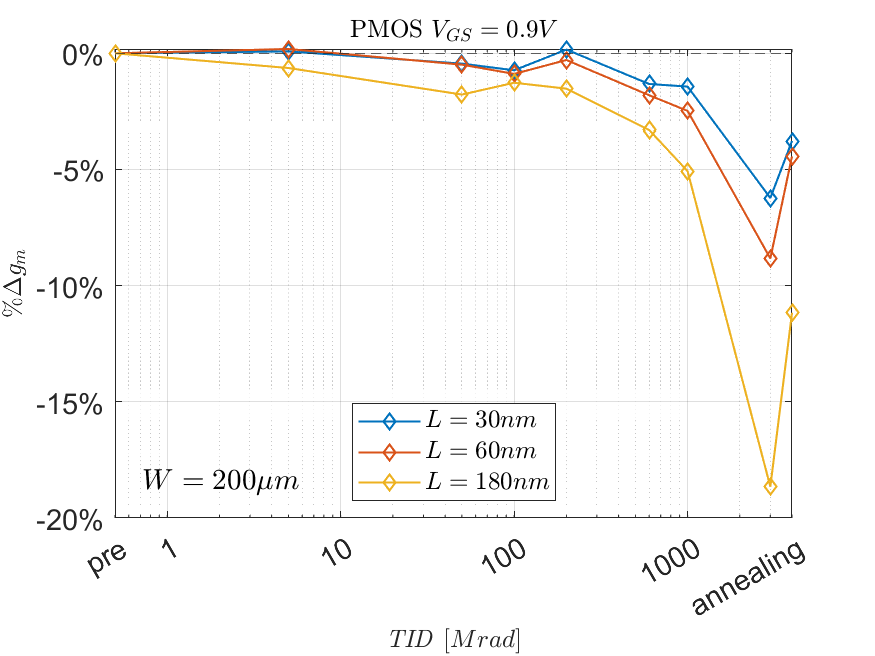 PMOS V_GS = 0.9V
0%
-5%
-10%
-15%
-20%
%Δg_m
L = 30nm
L = 60nm
L = 180nm
W = 200μm
pre 1 10 100 1000 annealing
TID [Mrad]